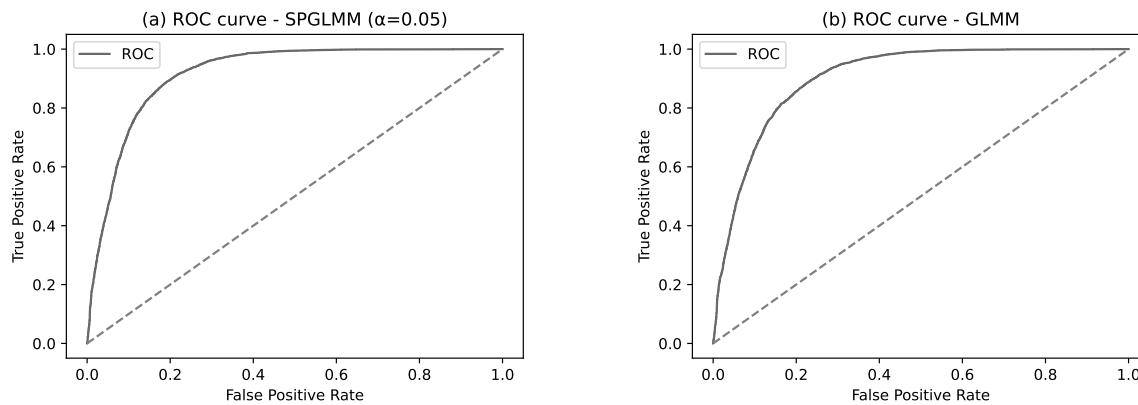 (a) ROC curve - SPGLMM (α=0.05)
ROC
True Positive Rate
1.0
0.8
0.6
0.4
0.2
0.0
0.0 0.2 0.4 0.6 0.8 1.0
False Positive Rate
(b) ROC curve - GLMM
ROC
True Positive Rate
1.0
0.8
0.6
0.4
0.2
0.0
0.0 0.2 0.4 0.6 0.8 1.0
False Positive Rate